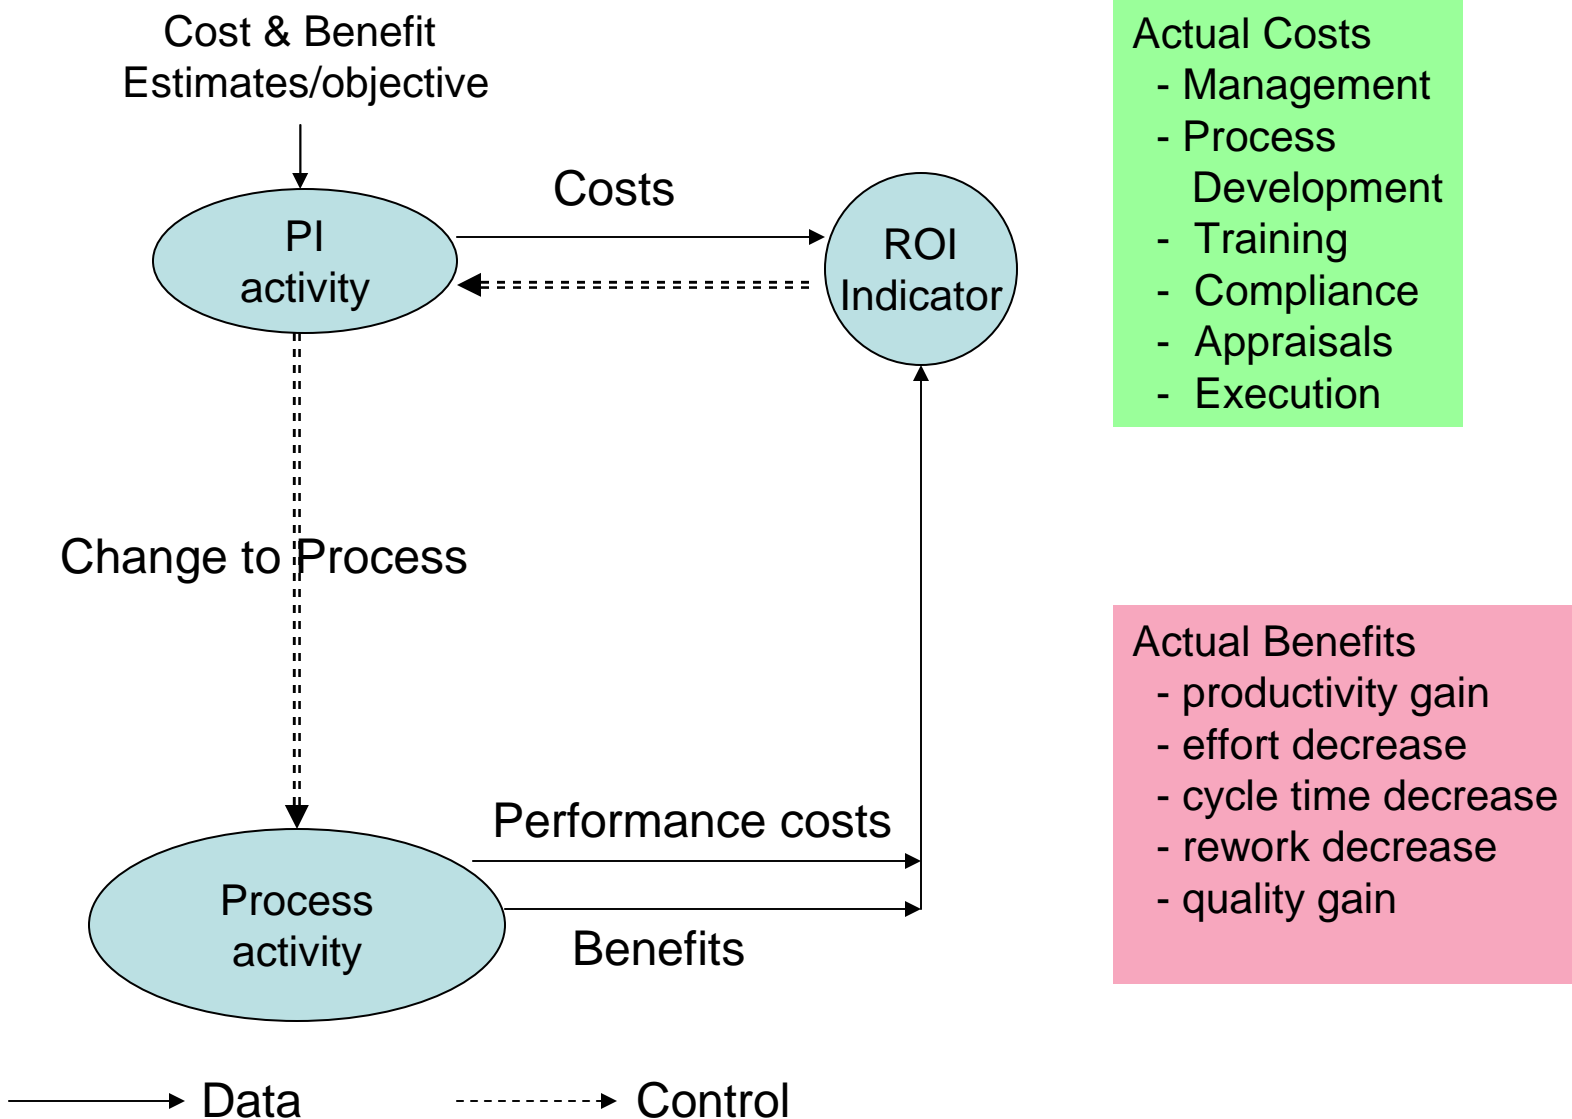 Cost & Benefit
Estimates/objective
PI
activity
Costs
ROI
Indicator
Change to Process
Performance costs
Process
activity
Benefits
Data
Control
Actual Costs
- Management
- Process
Development
- Training
- Compliance
- Appraisals
- Execution
Actual Benefits
- productivity gain
- effort decrease
- cycle time decrease
- rework decrease
- quality gain